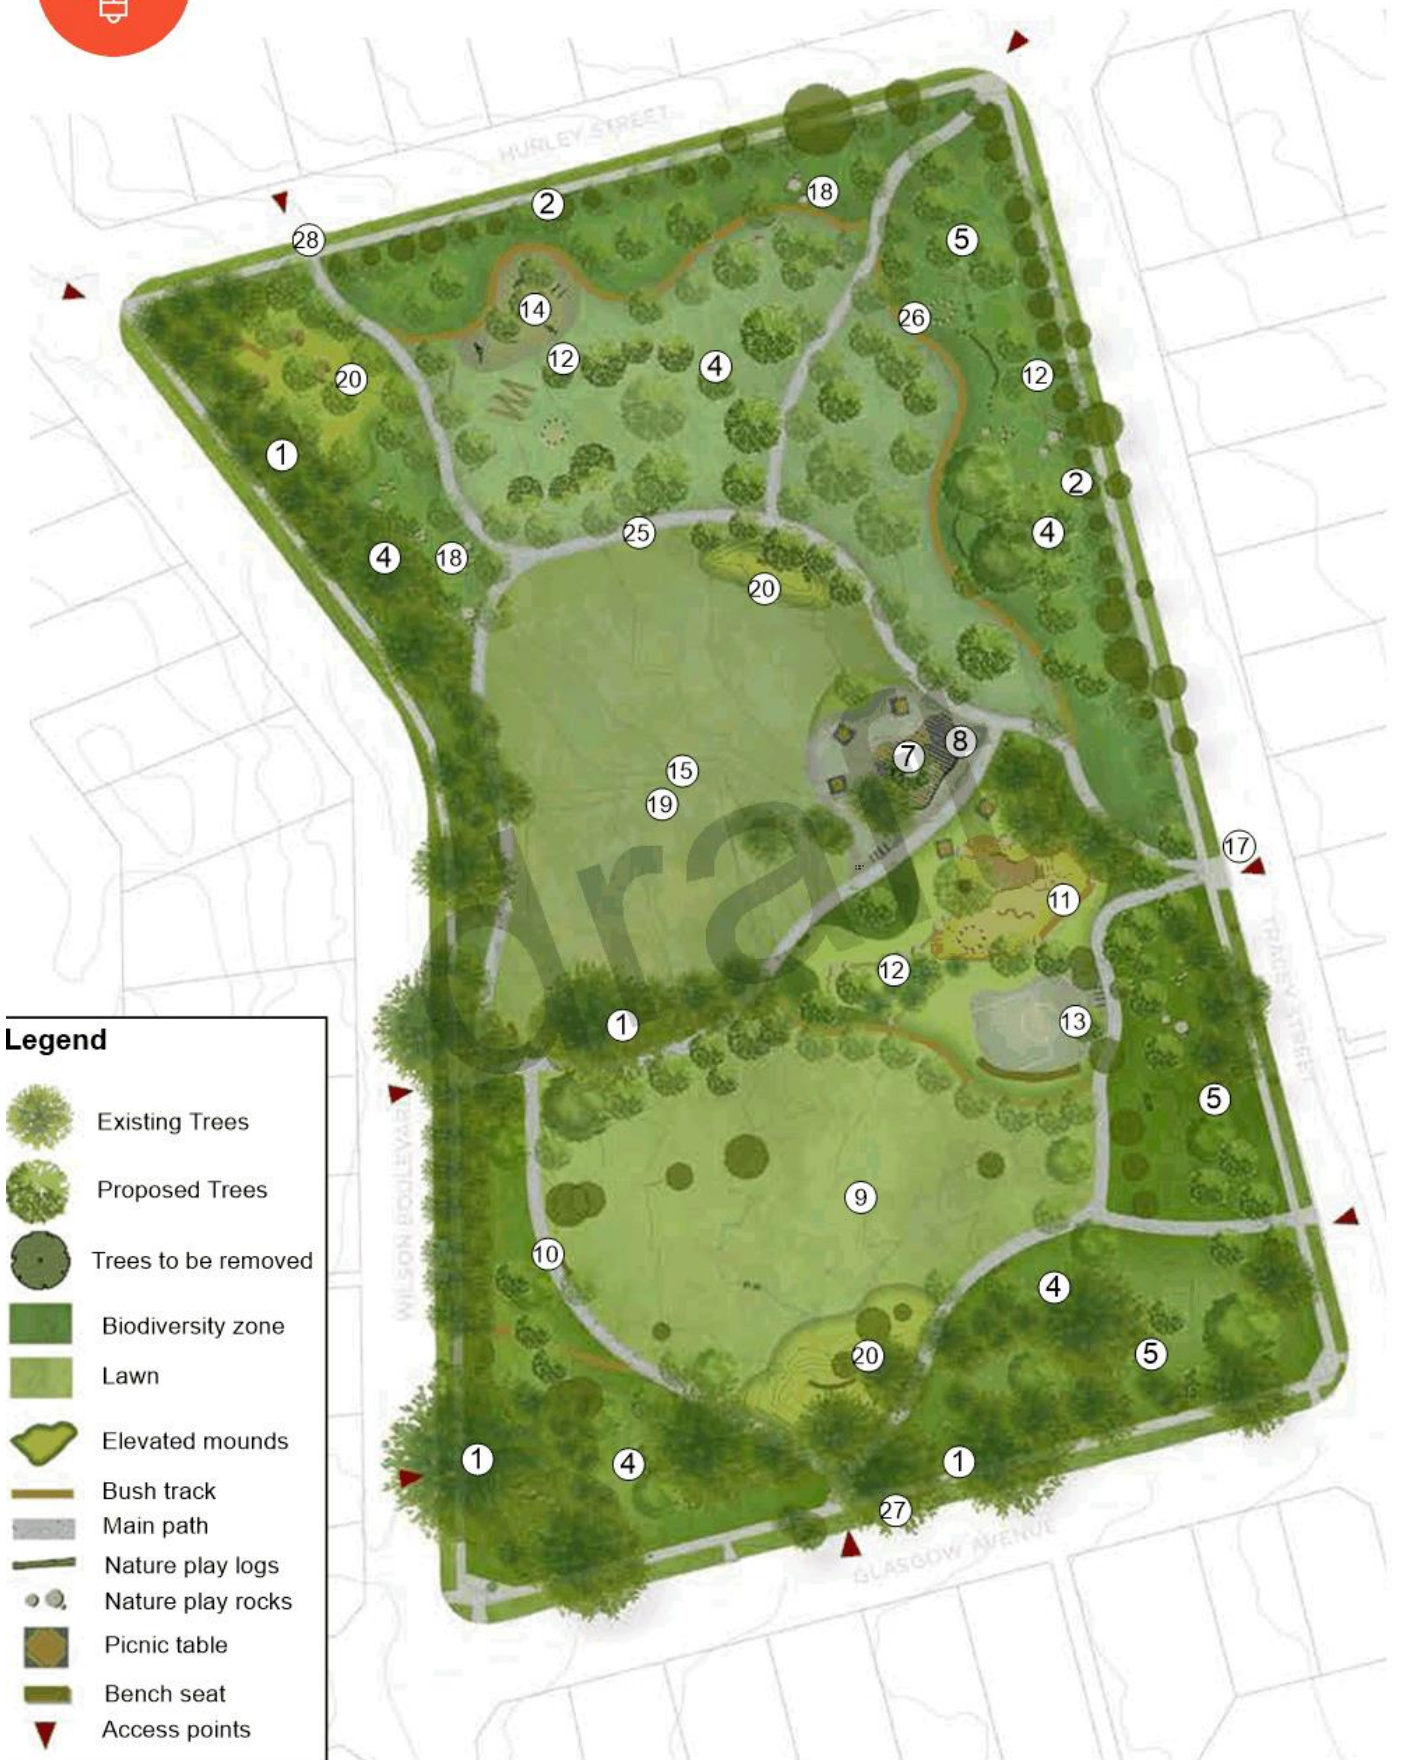 HURLEY STREET
2
18
28
5
14
26
12
4
12
20
1
2
25
4
4
18
20
8
7
15
19
17
11
12
13
1
TRACEY STREET
5
WILSON BOULEVARD
9
10
4
20
5
1
4
1
27
GLASGOW AVENUE
draft
Legend
Existing Trees
Proposed Trees
Trees to be removed
Biodiversity zone
Lawn
Elevated mounds
Bush track
Main path
Nature play logs
Nature play rocks
Picnic table
Bench seat
Access points